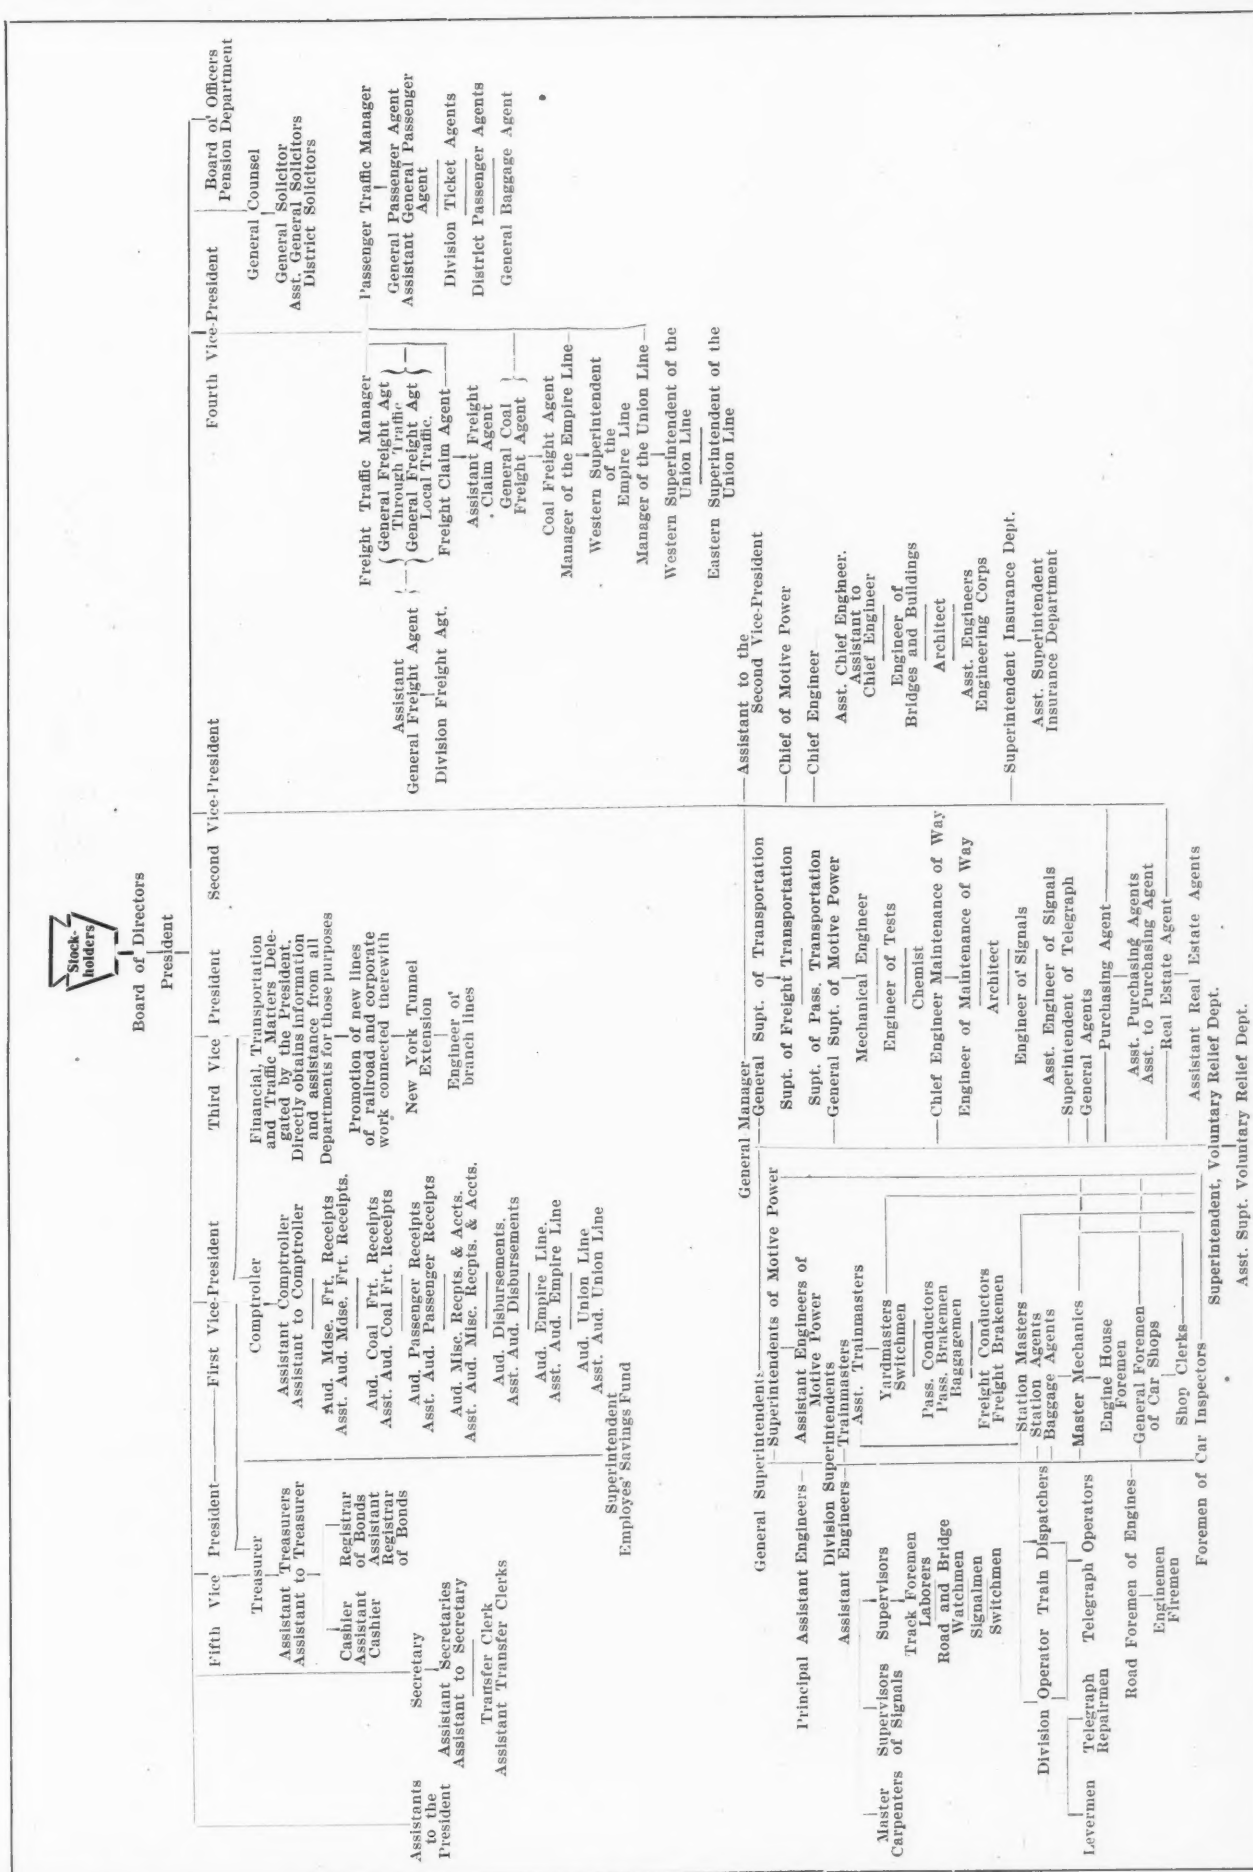 Stock-
holders
Board of Directors
President
Fifth Vice President
First Vice-President
Third Vice President
Second Vice-President
Fourth Vice-President
Board of Officers
Pension Department
Assistants
to the
President
Secretary
Assistant Secretaries
Assistant to Secretary
Transfer Clerk
Assistant Transfer Clerks
Treasurer
Assistant Treasurers
Assistant to Treasurer
Cashier
Assistant
Cashier
Registrar
of Bonds
Assistant
Registrar
of Bonds
Superintendent
Employes' Savings Fund
Comptroller
Assistant Comptroller
Assistant to Comptroller
Aud. Mdse. Frt. Receipts
Asst. Aud. Mdse. Frt. Receipts.
Aud. Coal Frt. Receipts
Asst. Aud. Coal Frt. Receipts
Aud. Passenger Receipts
Asst. Aud. Passenger Receipts
Aud. Misc. Recpts. & Accts.
Asst. Aud. Misc. Recpts. & Accts.
Aud. Disbursements.
Asst. Aud. Disbursements
Aud. Empire Line.
Asst. Aud. Empire Line
Aud. Union Line
Asst. Aud. Union Line
Financial, Transportation
and Traffic Matters Dele-
gated by the President.
Directly obtains information
and assistance from all
Departments for those purposes
Promotion of new lines
of railroad and corporate
work connected therewith
New York Tunnel
Extension
Engineer of
branch lines
General Counsel
General Solicitor
Asst. General Solicitors
District Solicitors
Freight Traffic Manager
General Freight Agt
Through Traffic
General Freight Agt
Local Traffic.
Assistant
General Freight Agent
Division Freight Agt.
Freight Claim Agent
Assistant Freight
Claim Agent
General Coal
Freight Agent
Coal Freight Agent
Manager of the Empire Line
Western Superintendent
of the
Empire Line
Manager of the Union Line
Western Superintendent of the
Union Line
Eastern Superintendent of the
Union Line
Passenger Traffic Manager
General Passenger Agent
Assistant General Passenger
Agent
Division Ticket Agents
District Passenger Agents
General Baggage Agent
General Manager
Assistant to the
Second Vice-President
Chief of Motive Power
Chief Engineer
Asst. Chief Engineer.
Assistant to
Chief Engineer
Engineer of
Bridges and Buildings
Architect
Asst. Engineers
Engineering Corps
Superintendent Insurance Dept.
Asst. Superintendent
Insurance Department
General Supt. of Transportation
Supt. of Freight Transportation
Supt. of Pass. Transportation
General Supt. of Motive Power
Mechanical Engineer
Engineer of Tests
Chemist
Chief Engineer Maintenance of Way
Engineer of Maintenance of Way
Architect
Engineer of Signals
Asst. Engineer of Signals
Superintendent of Telegraph
General Agents
Purchasing Agent
Asst. Purchasing Agents
Asst. to Purchasing Agent
Real Estate Agent
Assistant Real Estate Agents
Superintendent, Voluntary Relief Dept.
Asst. Supt. Voluntary Relief Dept.
General Superintendents
Superintendents of Motive Power
Principal Assistant Engineers
Assistant Engineers of
Motive Power
Division Superintendents
Assistant Engineers
Trainmasters
Asst. Trainmasters
Master
Carpenters
Supervisors
of Signals
Supervisors
Track Foremen
Laborers
Road and Bridge
Watchmen
Signalmen
Switchmen
Yardmasters
Switchmen
Pass. Conductors
Pass. Brakemen
Baggagemen
Freight Conductors
Freight Brakemen
Division Operator
Train Dispatchers
Station Masters
Station Agents
Baggage Agents
Levermen
Telegraph
Repairmen
Telegraph Operators
Master Mechanics
Engine House
Foremen
Road Foremen of Engines
Enginemen
Firemen
General Foremen
of Car Shops
Shop Clerks
Foremen of Car Inspectors